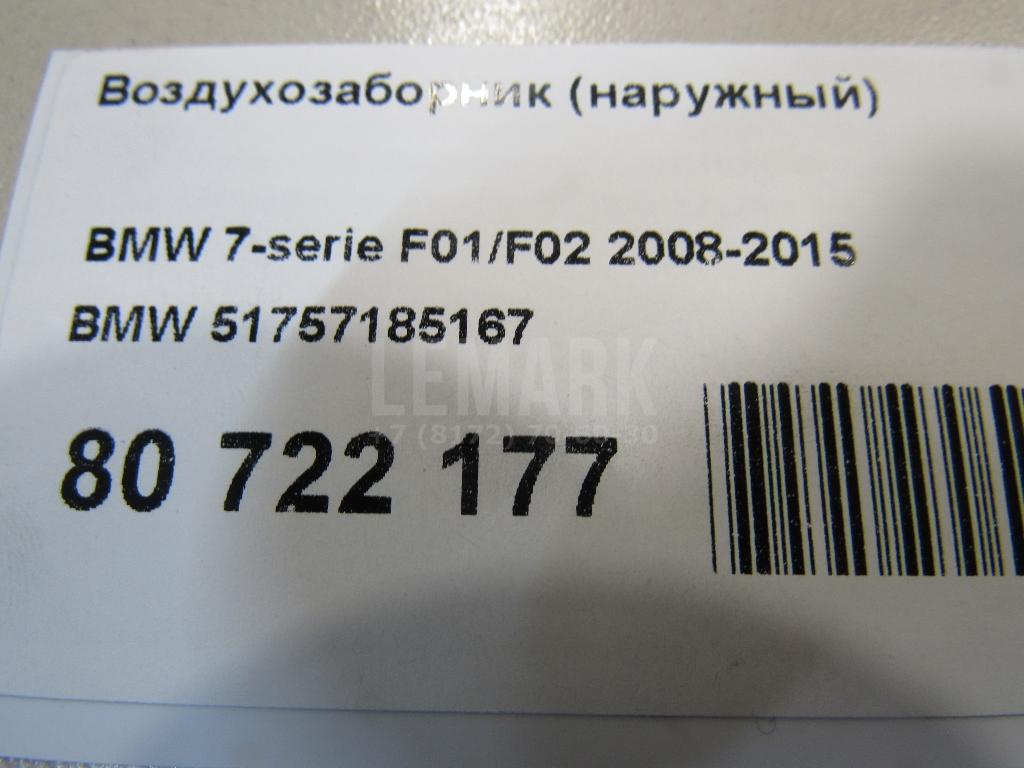 Воздухозаборник (наружный)
BMW 7-serie F01/F02 2008-2015
BMW 51757185167
LEMARK
80 722 177